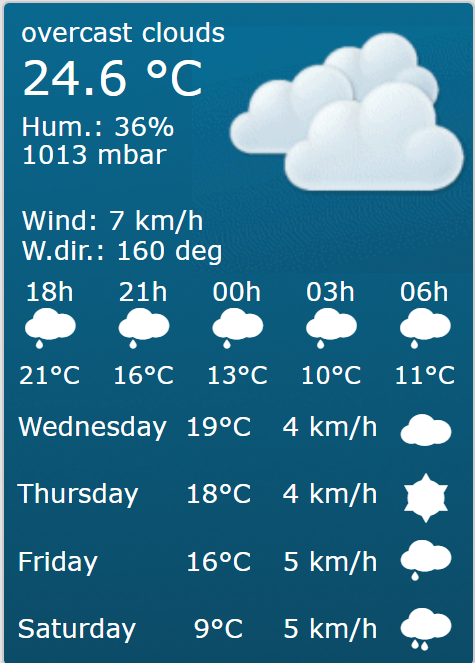 overcast clouds
24.6 °C
Hum.: 36%
1013 mbar
Wind: 7 km/h
W.dir.: 160 deg
18h 21h 00h 03h 06h
21°C 16°C 13°C 10°C 11°C
Wednesday 19°C 4 km/h
Thursday 18°C 4 km/h
Friday 16°C 5 km/h
Saturday 9°C 5 km/h